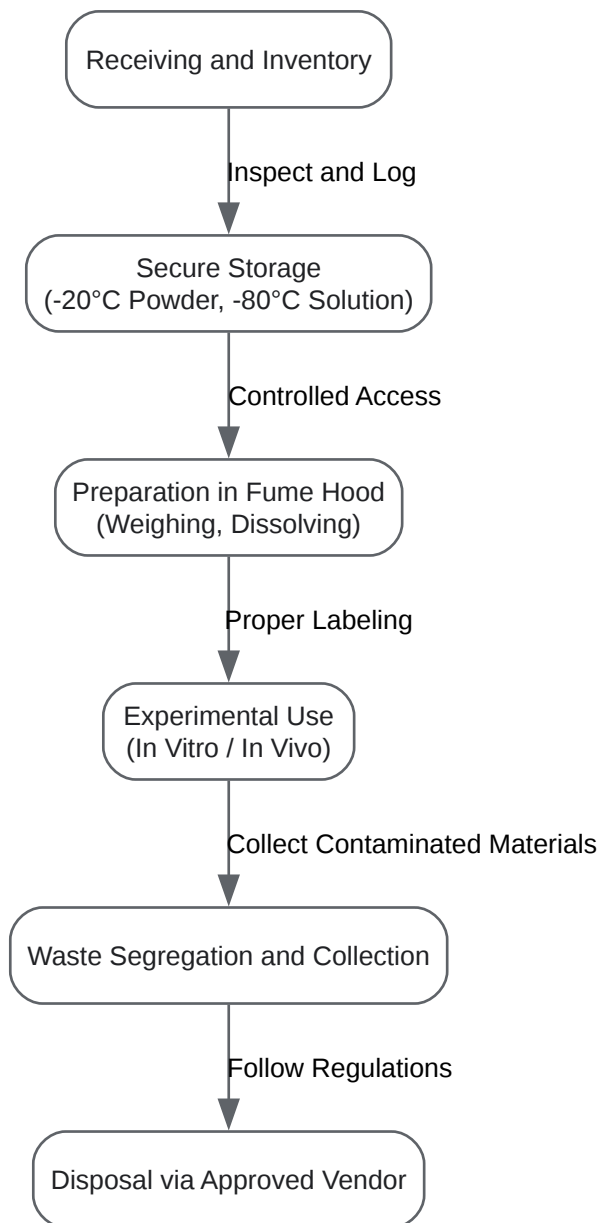 Receiving and Inventory
Inspect and Log
Secure Storage
(-20°C Powder, -80°C Solution)
Controlled Access
Preparation in Fume Hood
(Weighing, Dissolving)
Proper Labeling
Experimental Use
(In Vitro / In Vivo)
Collect Contaminated Materials
Waste Segregation and Collection
Follow Regulations
Disposal via Approved Vendor